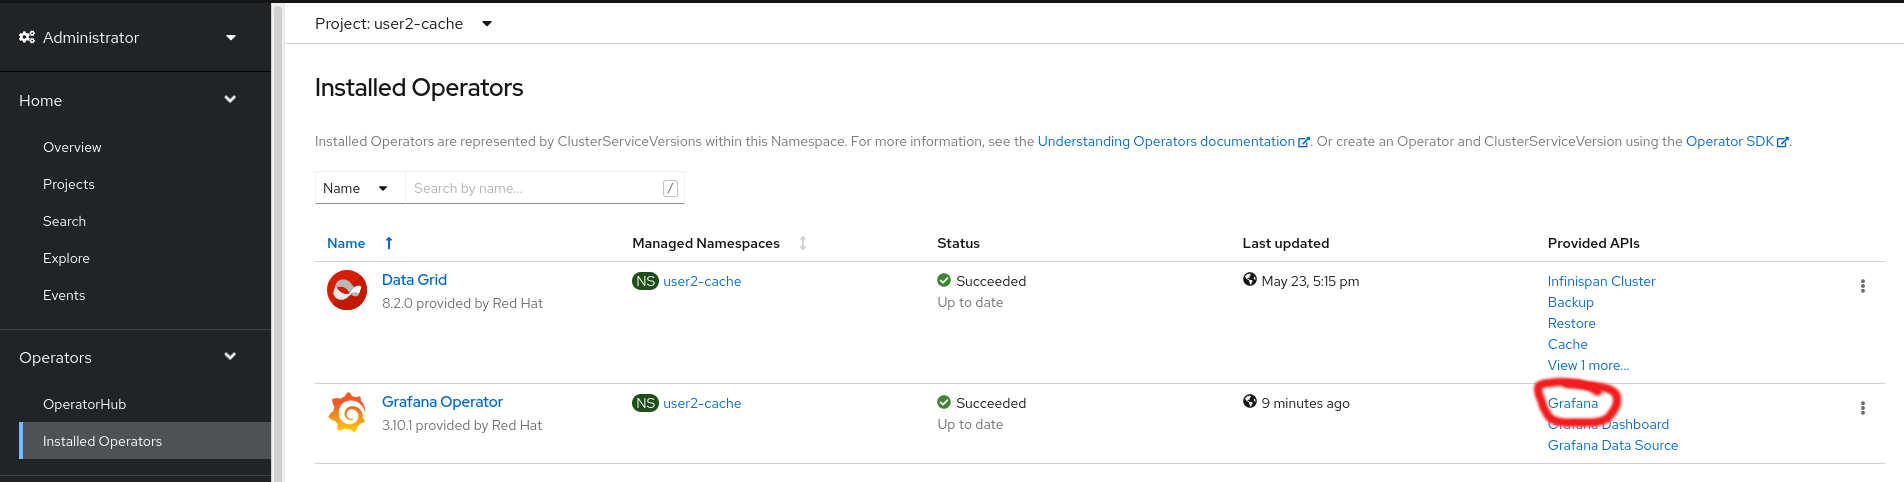 Administrator
Home
Overview
Projects
Search
Explore
Events
Operators
OperatorHub
Installed Operators
Project: user2-cache
Installed Operators
Installed Operators are represented by ClusterServiceVersions within this Namespace. For more information, see the Understanding Operators documentation. Or create an Operator and ClusterServiceVersion using the Operator SDK.
Name Search by name... /
Name Managed Namespaces Status Last updated Provided APIs
Data Grid NS user2-cache Succeeded May 23, 5:15 pm Infinispan Cluster
8.2.0 provided by Red Hat Up to date Backup
Restore
Cache
View 1 more...
Grafana Operator NS user2-cache Succeeded 9 minutes ago Grafana
3.10.1 provided by Red Hat Up to date Grafana Dashboard
Grafana Data Source